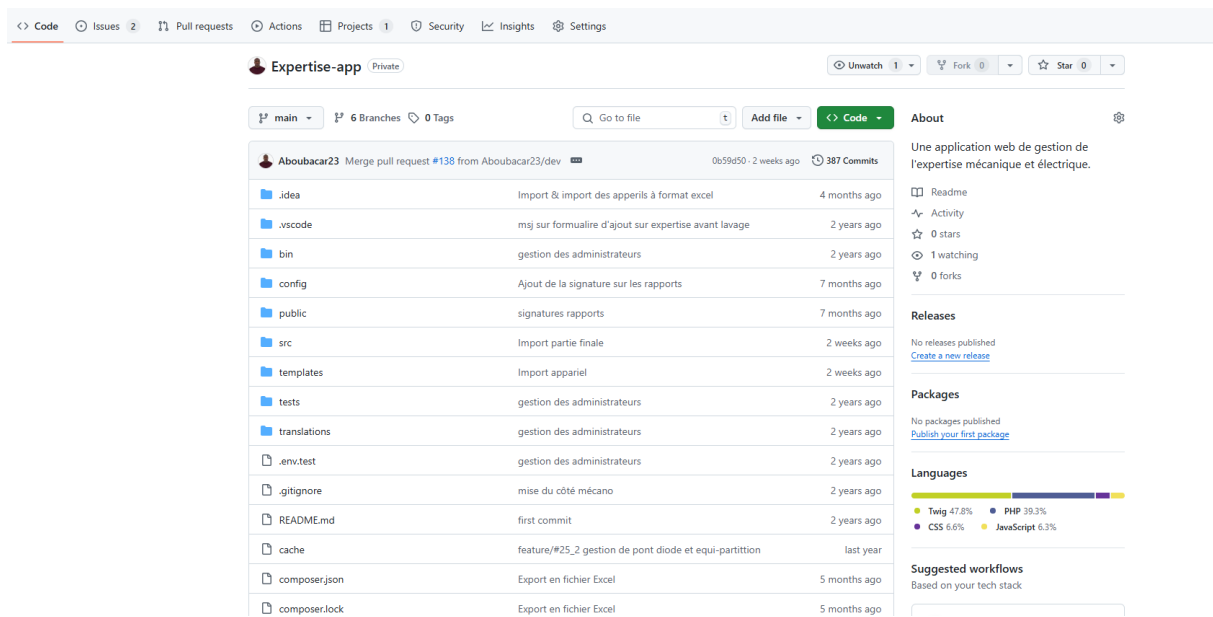 Code Issues 2 Pull requests Actions Projects 1 Security Insights Settings
Expertise-app Private Unwatch 1 Fork 0 Star 0
main 6 Branches 0 Tags Go to file t Add file Code
Aboubacar23 Merge pull request #138 from Aboubacar23/dev 0b59d50 · 2 weeks ago 387 Commits
.idea Import & import des apperils à format excel 4 months ago
.vscode msj sur formualire d'ajout sur expertise avant lavage 2 years ago
bin gestion des administrateurs 2 years ago
config Ajout de la signature sur les rapports 7 months ago
public signatures rapports 7 months ago
src Import partie finale 2 weeks ago
templates Import appariel 2 weeks ago
tests gestion des administrateurs 2 years ago
translations gestion des administrateurs 2 years ago
.env.test gestion des administrateurs 2 years ago
.gitignore mise du côté mécano 2 years ago
README.md first commit 2 years ago
cache feature/#25_2 gestion de pont diode et equi-partittion last year
composer.json Export en fichier Excel 5 months ago
composer.lock Export en fichier Excel 5 months ago
About
Une application web de gestion de
l'expertise mécanique et électrique.
Readme
Activity
0 stars
1 watching
0 forks
Releases
No releases published
Create a new release
Packages
No packages published
Publish your first package
Languages
Twig 47.8% PHP 39.3%
CSS 6.6% JavaScript 6.3%
Suggested workflows
Based on your tech stack